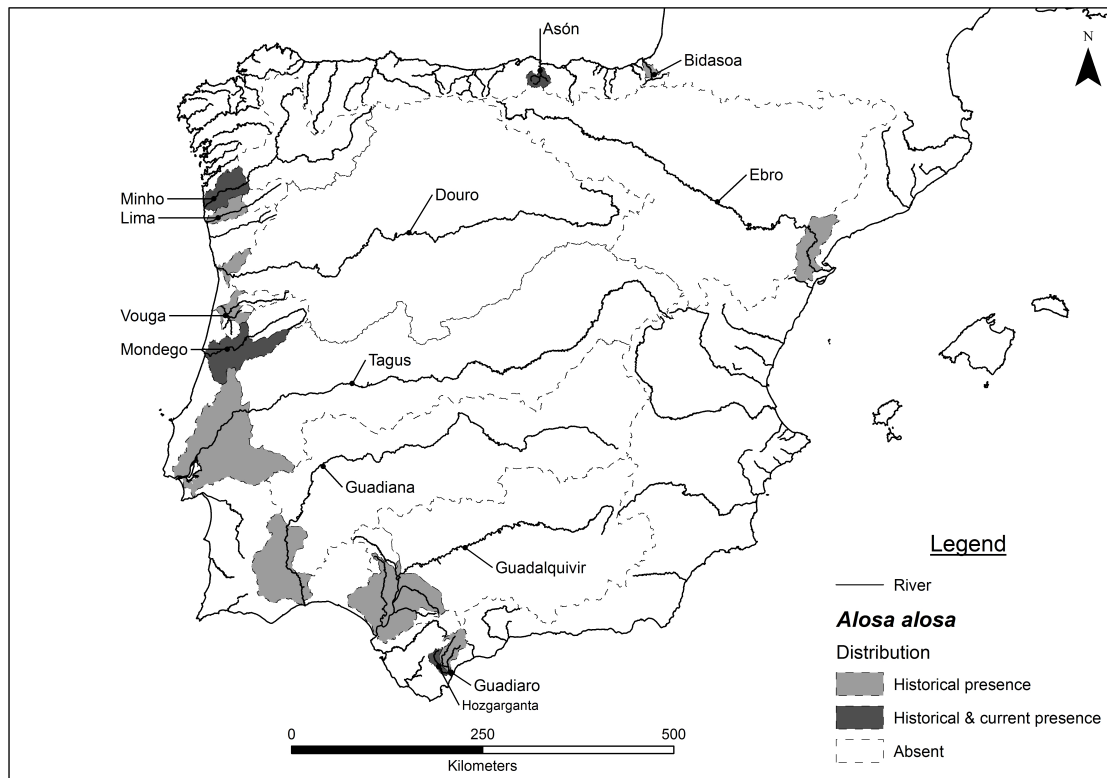 Asón
N
Bidasoa
Minho
Lima
Douro
Ebro
Vouga
Mondego
Tagus
Guadiana
Guadalquivir
Guadiaro
Hozgarganta
0 250 500
Kilometers
Legend
River
Alosa alosa
Distribution
Historical presence
Historical & current presence
Absent